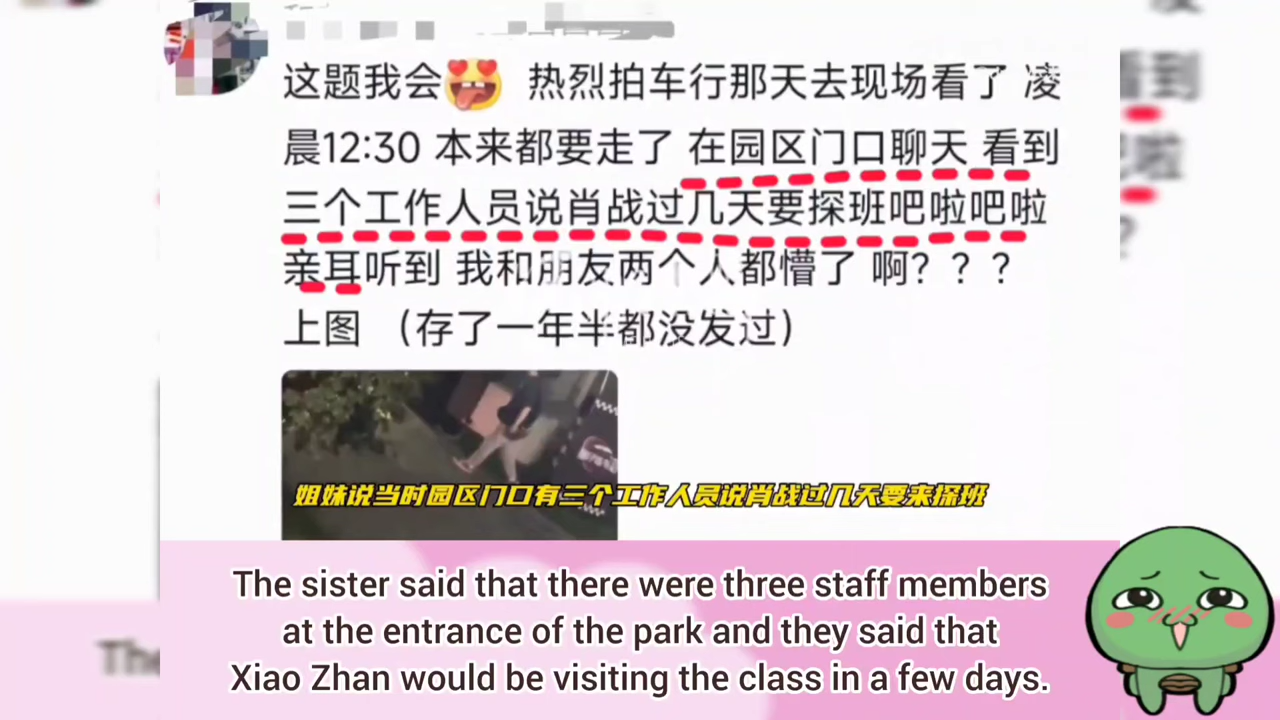 这题我会 热烈拍车行那天去现场看了 凌
晨12:30 本来都要走了 在园区门口聊天 看到
三个工作人员说肖战过几天要探班吧啦吧啦
亲耳听到 我和朋友两个人都懵了 啊？？？
上图 （存了一年半都没发过）
姐妹说当时园区门口有三个工作人员说肖战过几天要来探班
The sister said that there were three staff members
at the entrance of the park and they said that
Xiao Zhan would be visiting the class in a few days.